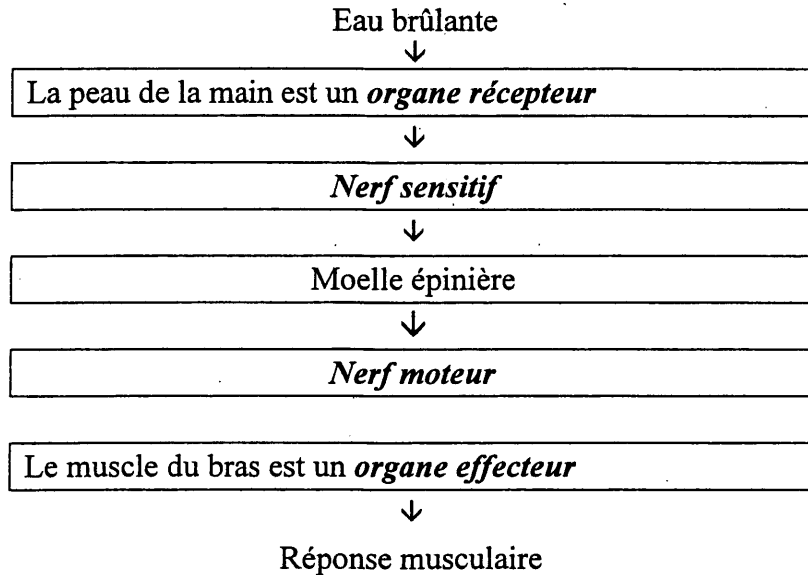 Eau brûlante
↓
La peau de la main est un organe récepteur
↓
Nerf sensitif
↓
Moelle épinière
↓
Nerf moteur
Le muscle du bras est un organe effecteur
↓
Réponse musculaire